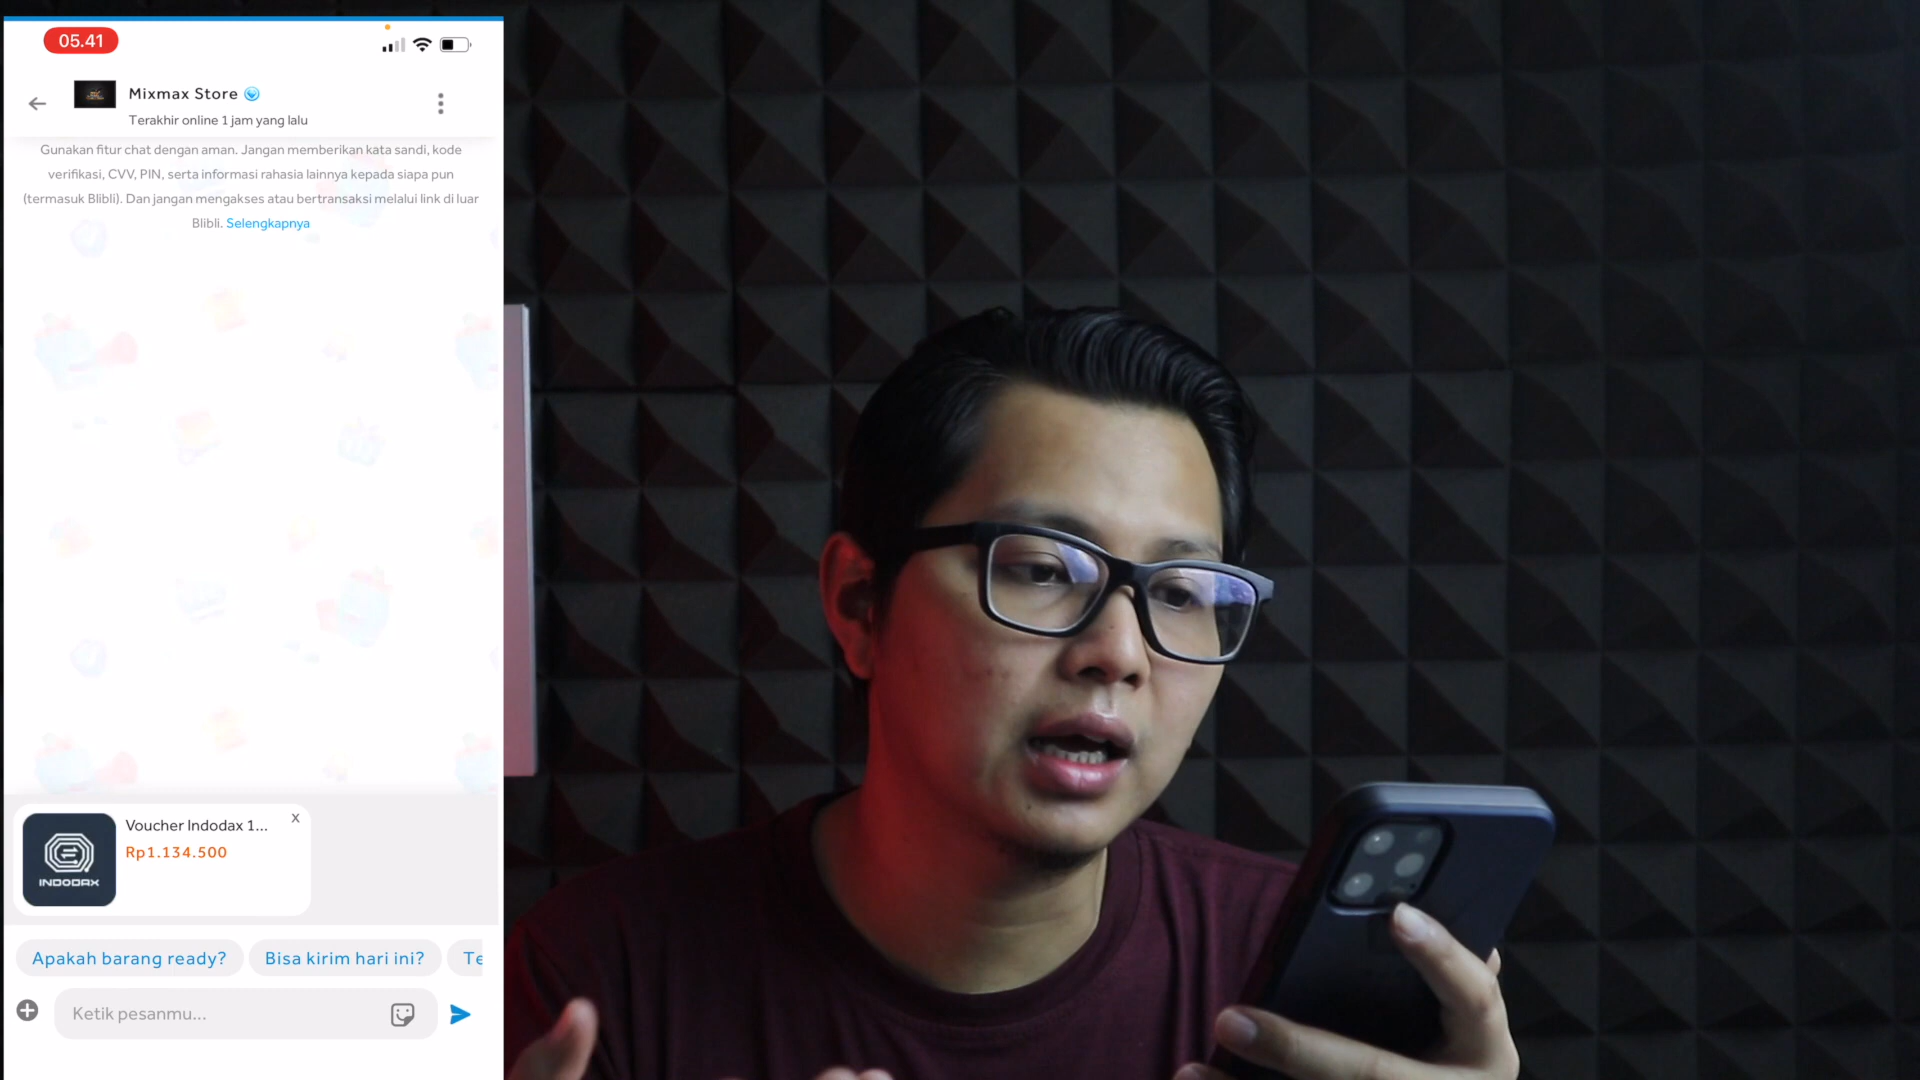 05.41
Mixmax Store
Terakhir online 1 jam yang lalu
Gunakan fitur chat dengan aman. Jangan memberikan kata sandi, kode
verifikasi, CVV, PIN, serta informasi rahasia lainnya kepada siapa pun
(termasuk Blibli). Dan jangan mengakses atau bertransaksi melalui link di luar
Blibli. Selengkapnya
Voucher Indodax 1...
x
Rp1.134.500
INDODAX
Apakah barang ready?
Bisa kirim hari ini?
Te
Ketik pesanmu...